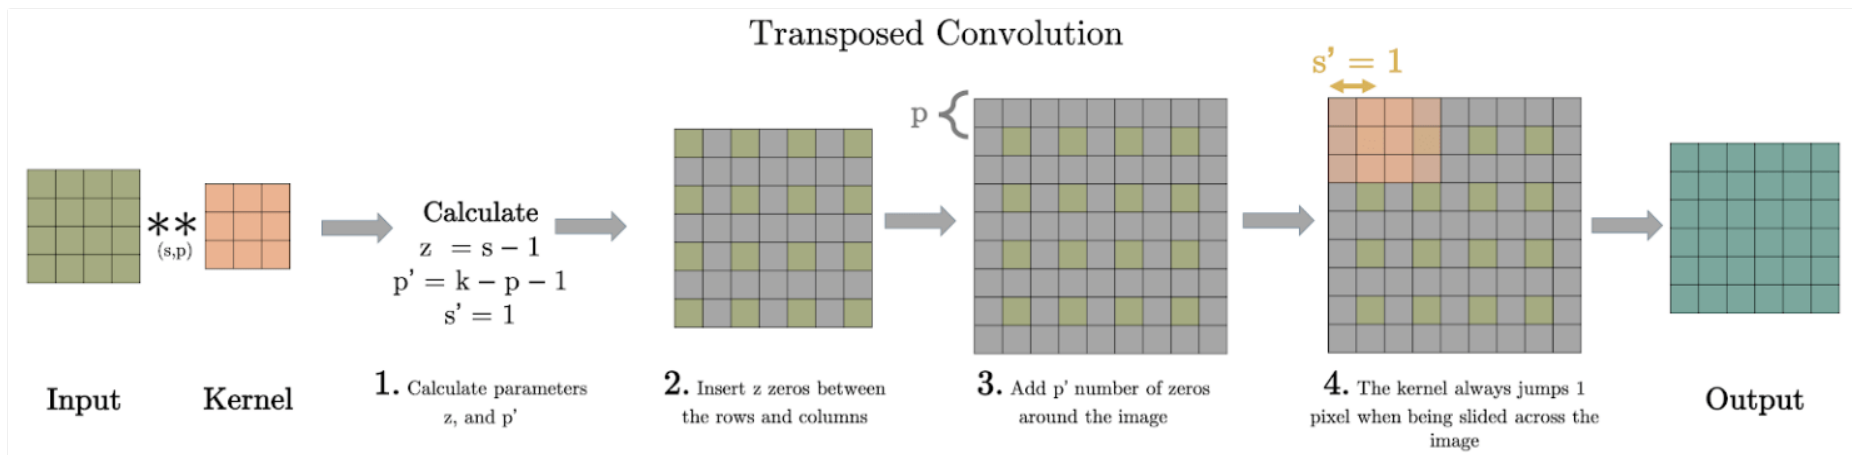 Transposed Convolution
Input
**
(s,p)
Kernel
Calculate
z = s − 1
p' = k − p − 1
s' = 1
1. Calculate parameters
z, and p'
2. Insert z zeros between
the rows and columns
p {
3. Add p' number of zeros
around the image
s' = 1
4. The kernel always jumps 1
pixel when being slided across the
image
Output